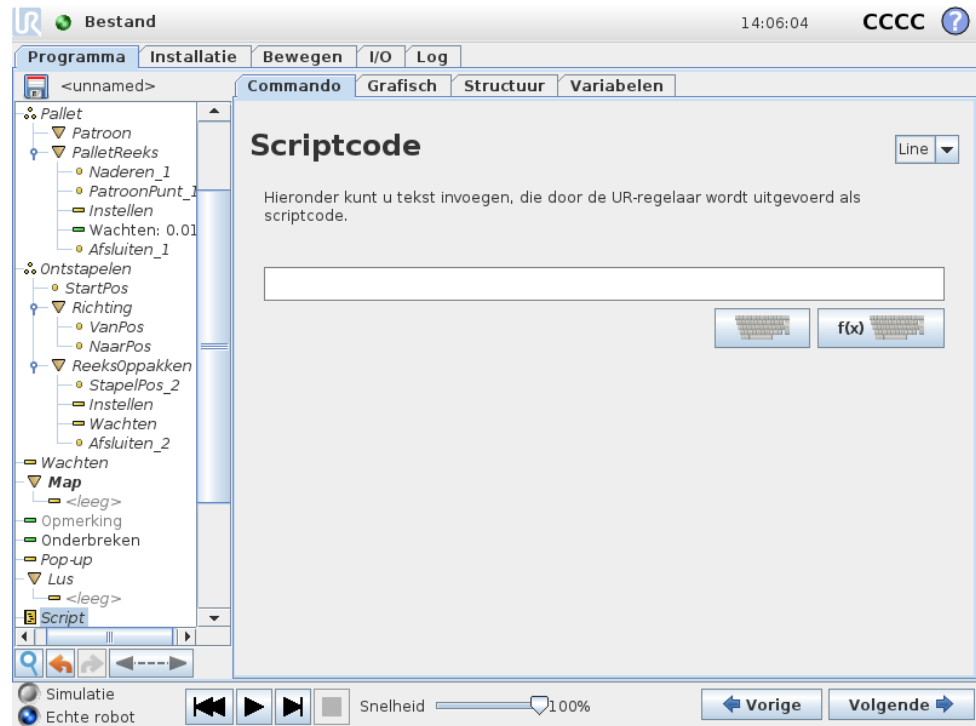 UR Bestand 14:06:04 CCCC ?
Programma Installatie Bewegen I/O Log
<unnamed> Commando Grafisch Structuur Variabelen
Pallet
Patroon
PalletReeks
Naderen_1
PatroonPunt_1
Instellen
Wachten: 0.01
Afsluiten_1
Ontstapelen
StartPos
Richting
VanPos
NaarPos
ReeksOppakken
StapelPos_2
Instellen
Wachten
Afsluiten_2
Wachten
Map
<leeg>
Opmerking
Onderbreken
Pop-up
Lus
<leeg>
Script
Scriptcode
Line
Hieronder kunt u tekst invoegen, die door de UR-regelaar wordt uitgevoerd als
scriptcode.
f(x)
Simulatie
Echte robot
Snelheid 100%
Vorige Volgende